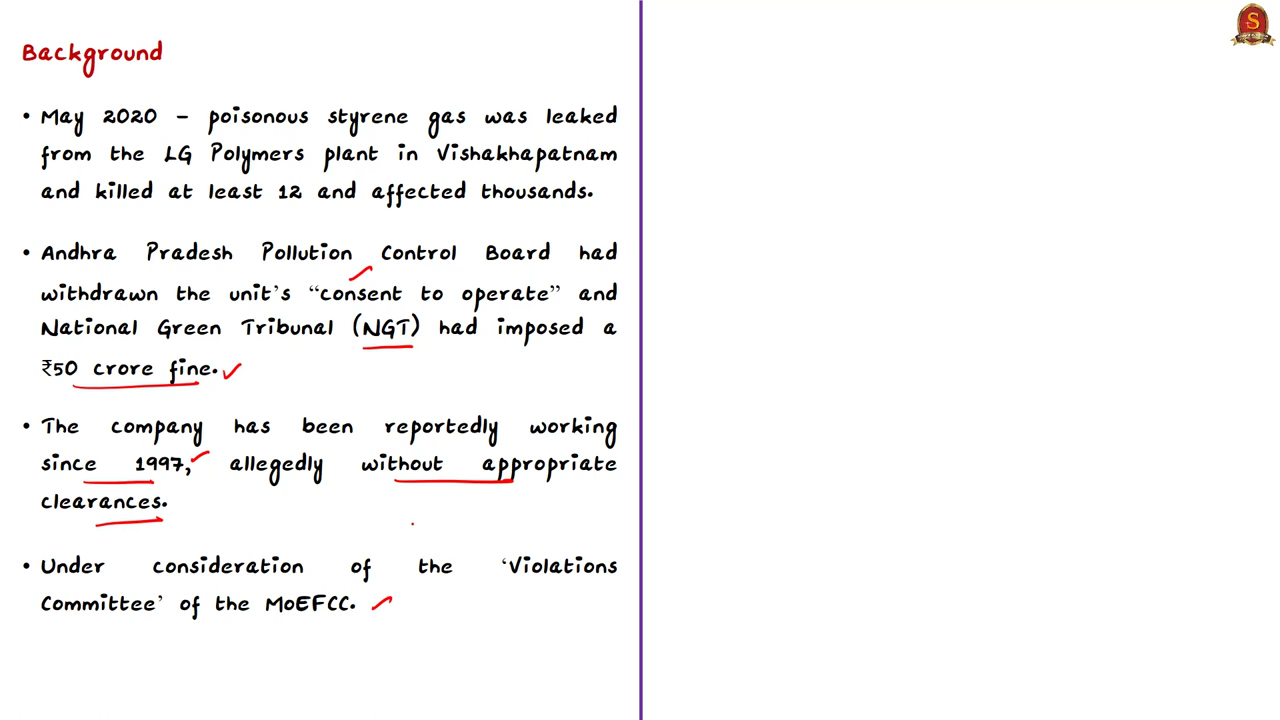 Background
• May 2020 – poisonous styrene gas was leaked
from the LG Polymers plant in Vishakhapatnam
and killed at least 12 and affected thousands.
• Andhra Pradesh Pollution Control Board had
withdrawn the unit's “consent to operate” and
National Green Tribunal (NGT) had imposed a
₹50 crore fine.
• The company has been reportedly working
since 1997, allegedly without appropriate
clearances.
• Under consideration of the ‘Violations
Committee’ of the MoEFCC.
S